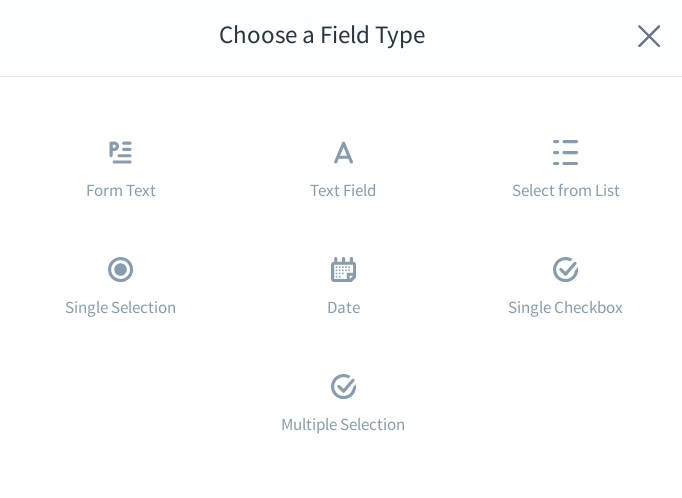 Choose a Field Type
Form Text
Text Field
Select from List
Single Selection
Date
Single Checkbox
Multiple Selection